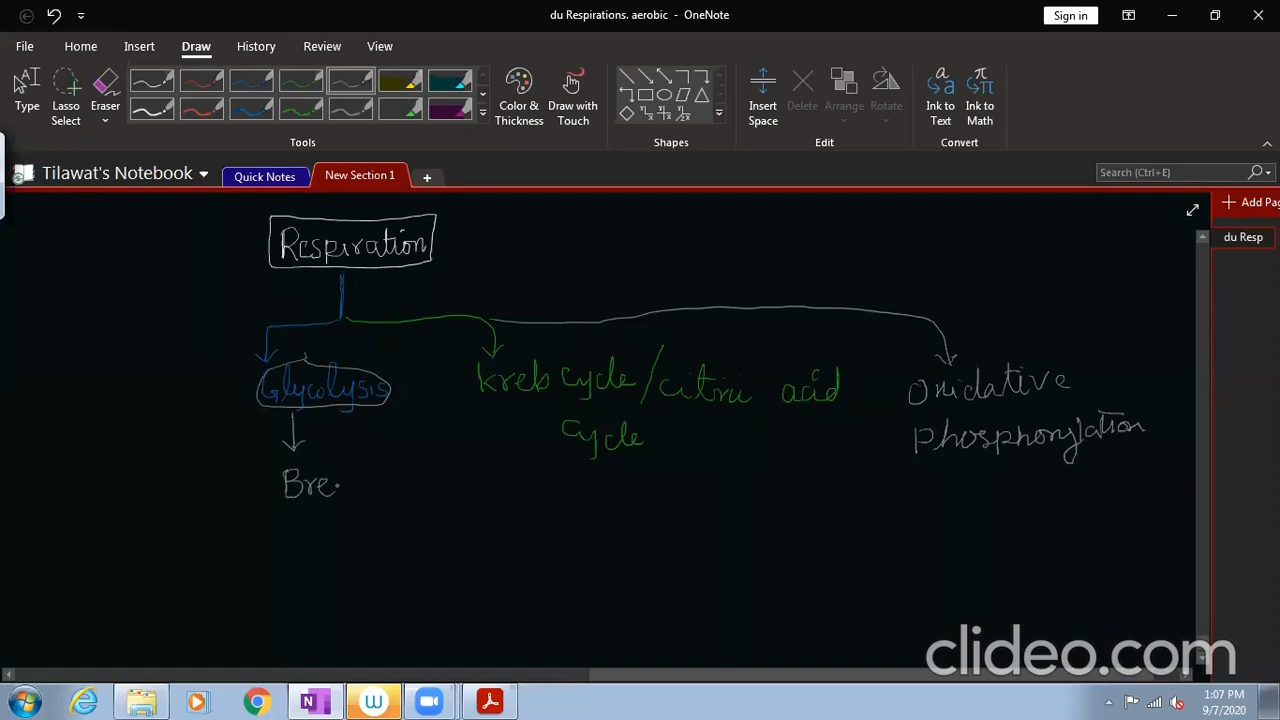 du Respirations. aerobic - OneNote
Sign in
File Home Insert Draw History Review View
Type
Lasso Select
Eraser
Color & Thickness
Draw with Touch
Insert Space
Delete
Arrange
Rotate
Ink to Text
Ink to Math
Tools
Shapes
Edit
Convert
Tilawat's Notebook
Quick Notes
New Section 1
Search (Ctrl+E)
Add Pag
du Resp
Respiration
Glycolysis
Kreb cycle/citric acid
cycle
Oxidative
phosphorylation
Bre
clideo.com
1:07 PM
9/7/2020